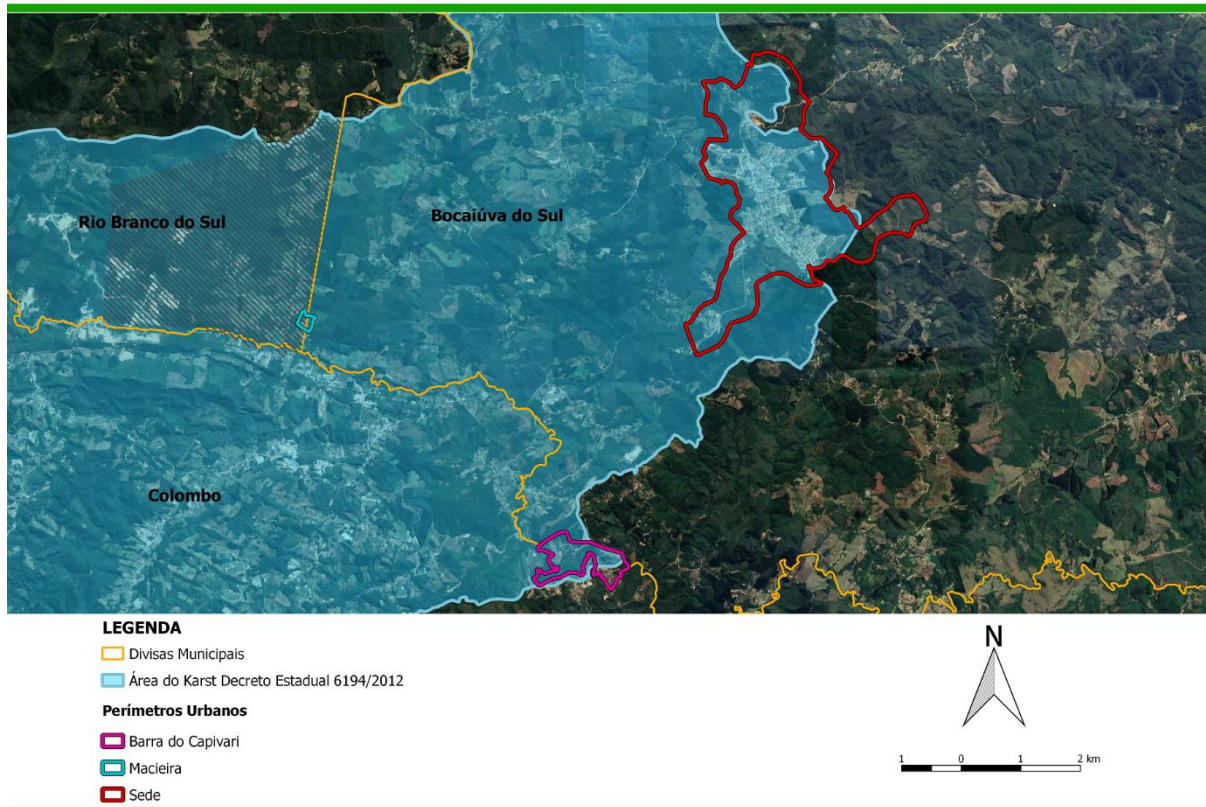 Rio Branco do Sul
Bocaiúva do Sul
Colombo
LEGENDA
Divisas Municipais
Área do Karst Decreto Estadual 6194/2012
Perímetros Urbanos
Barra do Capivari
Macieira
Sede
N
1 0 1 2 km